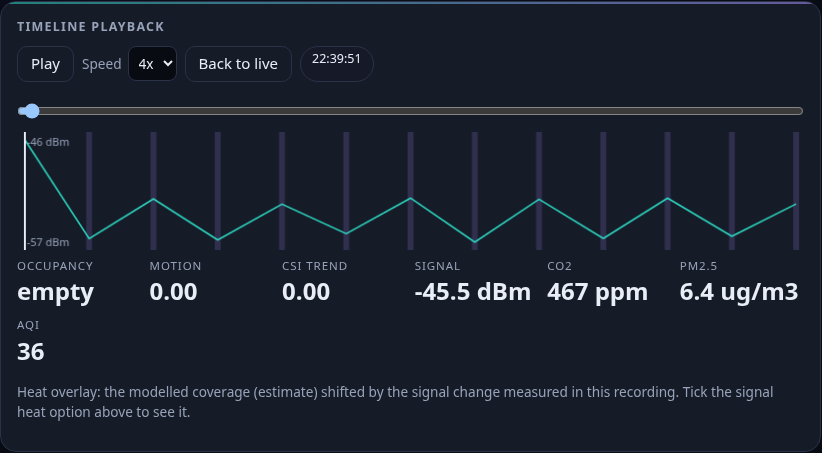 TIMELINE PLAYBACK
Play Speed 4x Back to live 22:39:51
-46 dBm
-57 dBm
OCCUPANCY MOTION CSI TREND SIGNAL CO2 PM2.5
empty 0.00 0.00 -45.5 dBm 467 ppm 6.4 ug/m3
AQI
36
Heat overlay: the modelled coverage (estimate) shifted by the signal change measured in this recording. Tick the signal
heat option above to see it.